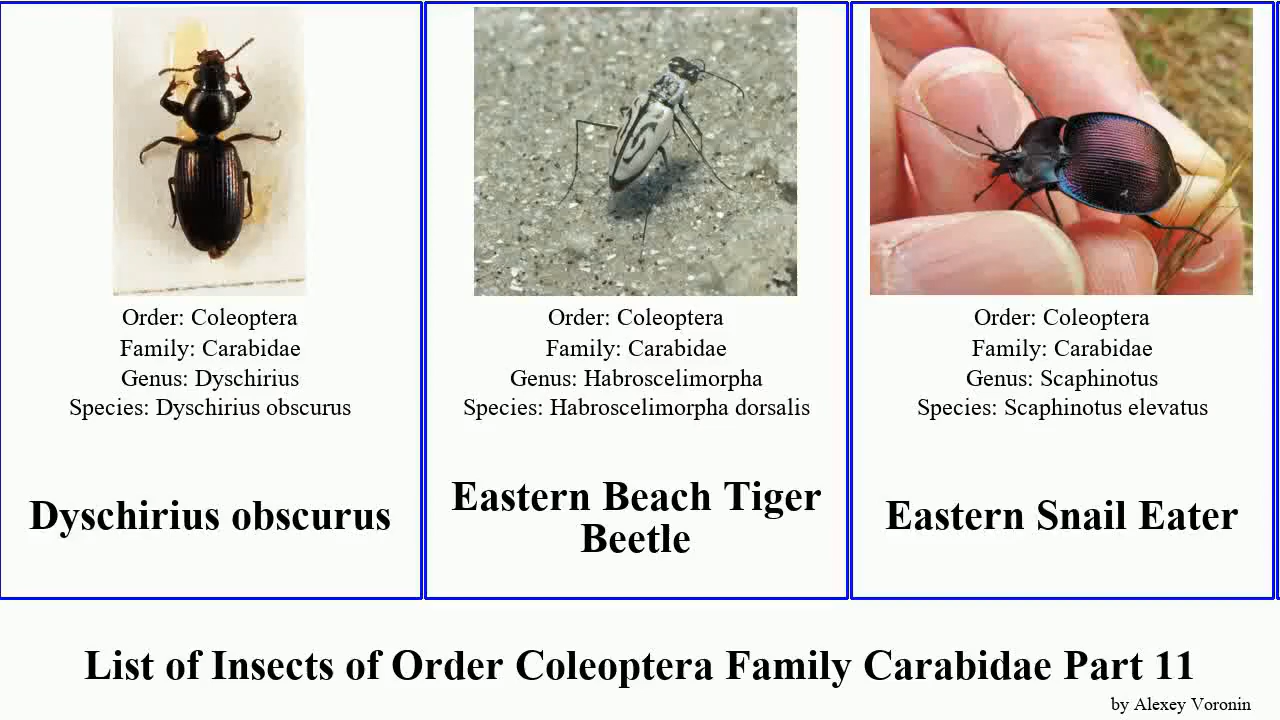 Order: Coleoptera
Family: Carabidae
Genus: Dyschirius
Species: Dyschirius obscurus
Dyschirius obscurus
Order: Coleoptera
Family: Carabidae
Genus: Habroscelimorpha
Species: Habroscelimorpha dorsalis
Eastern Beach Tiger
Beetle
Order: Coleoptera
Family: Carabidae
Genus: Scaphinotus
Species: Scaphinotus elevatus
Eastern Snail Eater
List of Insects of Order Coleoptera Family Carabidae Part 11
by Alexey Voronin